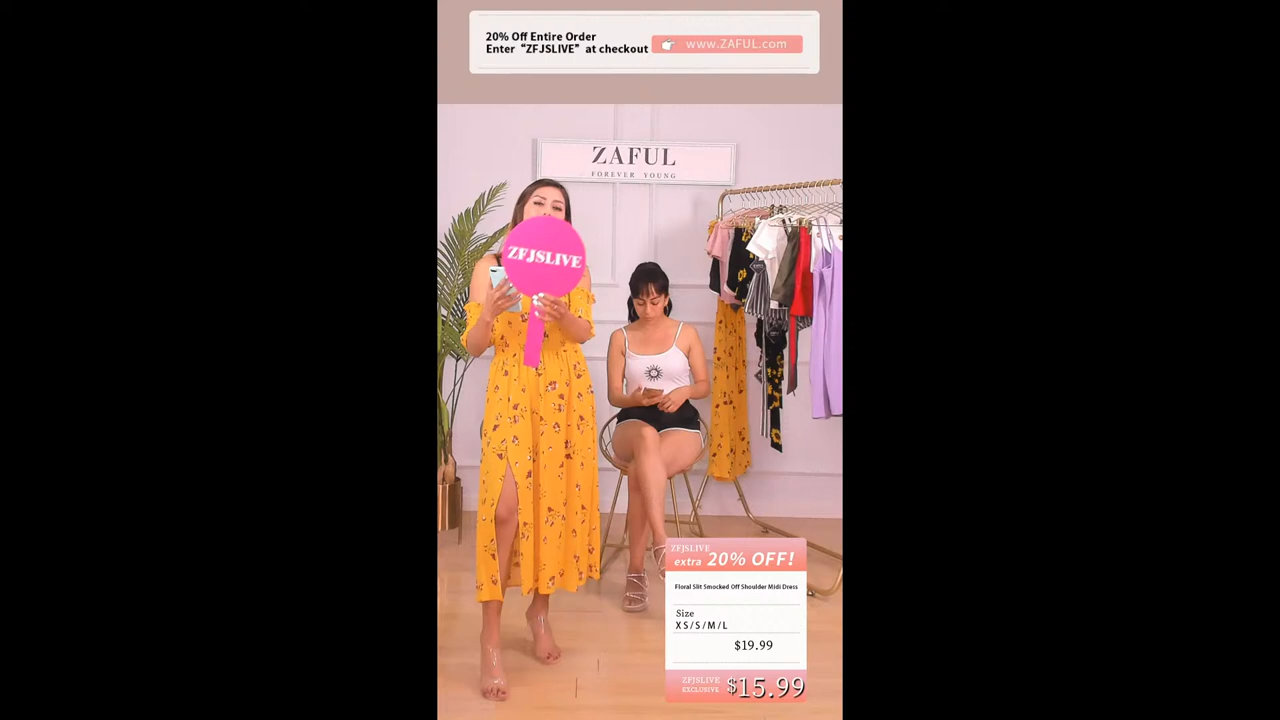 20% Off Entire Order
Enter “ZFJSLIVE” at checkout
www.ZAFUL.com
ZAFUL
FOREVER YOUNG
ZFJSLIVE
ZFJSLIVE
extra 20% OFF!
Floral Slit Smocked Off Shoulder Midi Dress
Size
XS/S/M/L
$19.99
ZFJSLIVE
EXCLUSIVE
$15.99